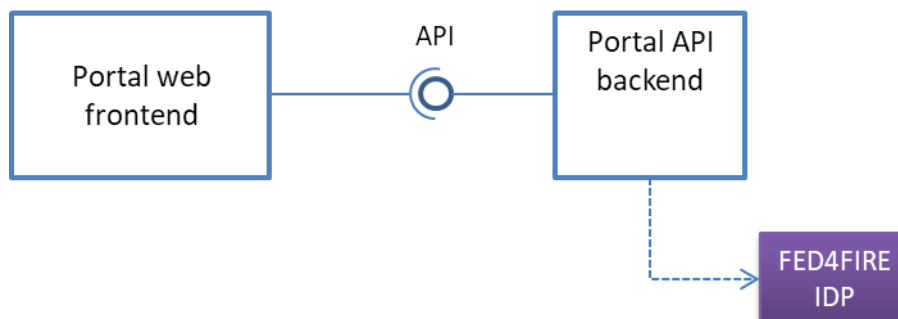 Portal web
frontend
API
Portal API
backend
FED4FIRE
IDP